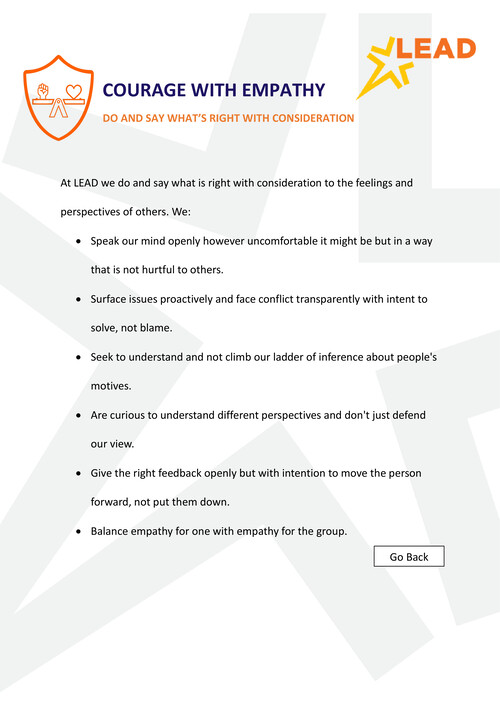 LEAD
COURAGE WITH EMPATHY
DO AND SAY WHAT'S RIGHT WITH CONSIDERATION
At LEAD we do and say what is right with consideration to the feelings and
perspectives of others. We:
• Speak our mind openly however uncomfortable it might be but in a way
that is not hurtful to others.
• Surface issues proactively and face conflict transparently with intent to
solve, not blame.
• Seek to understand and not climb our ladder of inference about people's
motives.
• Are curious to understand different perspectives and don't just defend
our view.
• Give the right feedback openly but with intention to move the person
forward, not put them down.
• Balance empathy for one with empathy for the group.
Go Back